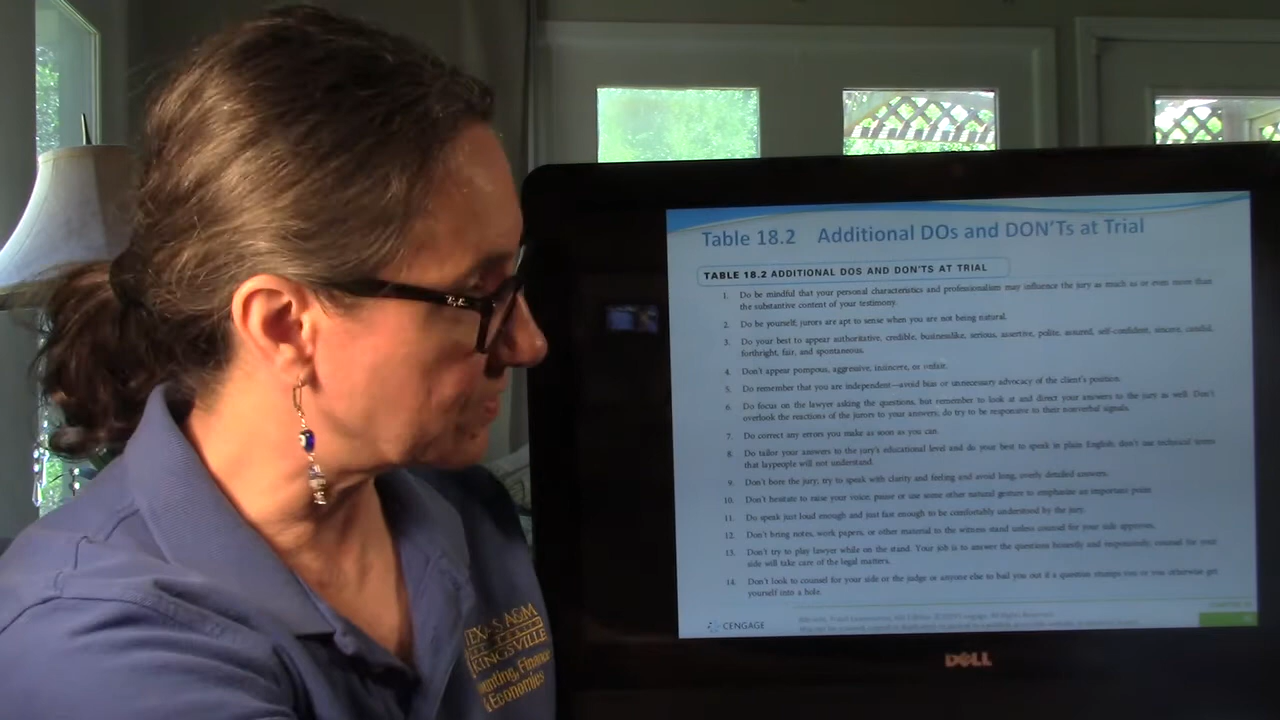 Table 18.2 Additional DOs and DON'Ts at Trial
TABLE 18.2 ADDITIONAL DOS AND DON'TS AT TRIAL
1. Do be mindful that your personal characteristics and professionalism may influence the jury as much as or even more than
the substantive content of your testimony.
2. Do be yourself; jurors are apt to sense when you are not being natural.
3. Do your best to appear authoritative, credible, businesslike, serious, assertive, polite, assured, self-confident, sincere, candid,
forthright, fair, and spontaneous.
4. Don't appear pompous, aggressive, insincere, or unfair.
5. Do remember that you are independent—avoid bias or unnecessary advocacy of the client's position.
6. Do focus on the lawyer asking the questions, but remember to look at and direct your answers to the jury as well. Don't
overlook the reactions of the jurors to your answers; do try to be responsive to their nonverbal signals.
7. Do correct any errors you make as soon as you can.
8. Do tailor your answers to the jury's educational level and do your best to speak in plain English; don't use technical terms
that laypeople will not understand.
9. Don't bore the jury; try to speak with clarity and feeling and avoid long, overly detailed answers.
10. Don't hesitate to raise your voice, pause or use some other natural gesture to emphasize an important point.
11. Do speak just loud enough and just fast enough to be comfortably understood by the jury.
12. Don't bring notes, work papers, or other material to the witness stand unless counsel for your side approves.
13. Don't try to play lawyer while on the stand. Your job is to answer the questions honestly and responsively; counsel for your
side will take care of the legal matters.
14. Don't look to counsel for your side or the judge or anyone else to bail you out if a question stumps you or you otherwise get
yourself into a hole.
CENGAGE
DELL
TEXAS A&M
KINGSVILLE
unting, Finance
& Economics